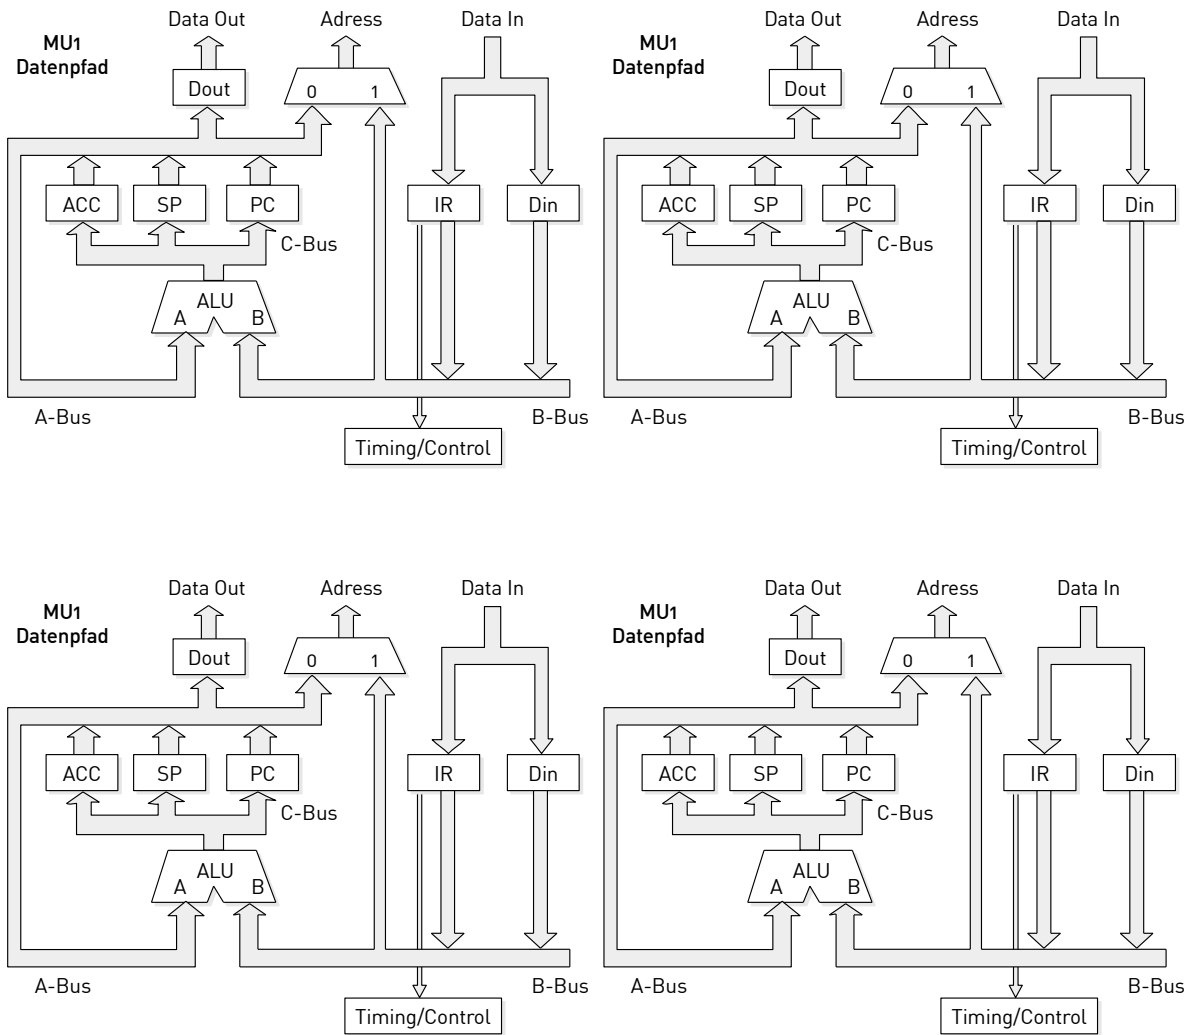 Data Out Adress Data In Data Out Adress Data In
MU1 MU1
Datenpfad Datenpfad
Dout 0 1 Dout 0 1
ACC SP PC IR Din ACC SP PC IR Din
C-Bus C-Bus
ALU ALU
A B A B
A-Bus B-Bus A-Bus B-Bus
Timing/Control Timing/Control
Data Out Adress Data In Data Out Adress Data In
MU1 MU1
Datenpfad Datenpfad
Dout 0 1 Dout 0 1
ACC SP PC IR Din ACC SP PC IR Din
C-Bus C-Bus
ALU ALU
A B A B
A-Bus B-Bus A-Bus B-Bus
Timing/Control Timing/Control